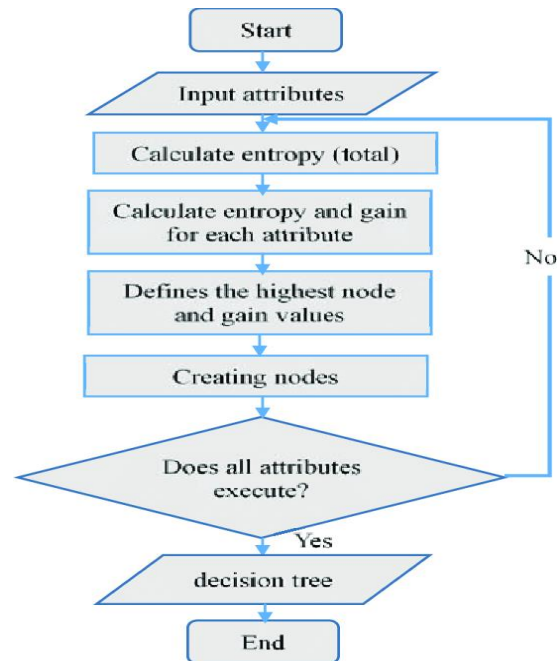 Start
Input attributes
Calculate entropy (total)
Calculate entropy and gain
for each attribute
Defines the highest node
and gain values
Creating nodes
Does all attributes
execute?
No
Yes
decision tree
End